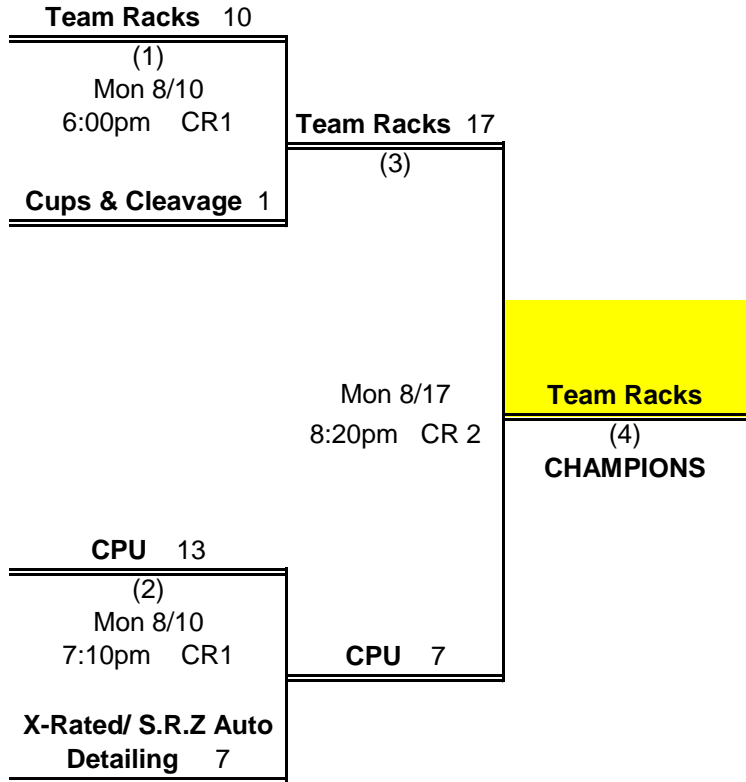 Team Racks 10
(1)
Mon 8/10
6:00pm CR1
Team Racks 17
(3)
Cups & Cleavage 1
Mon 8/17
8:20pm CR 2
Team Racks
(4)
CHAMPIONS
CPU 13
(2)
Mon 8/10
7:10pm CR1
CPU 7
X-Rated/ S.R.Z Auto
Detailing 7